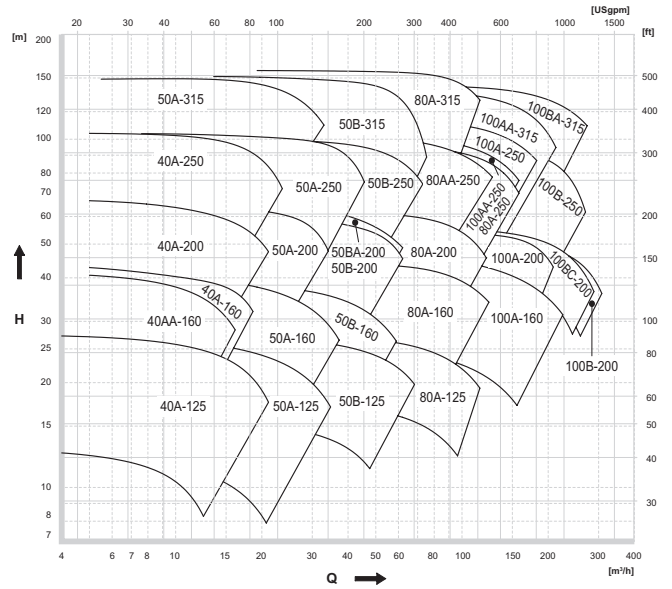 [USgpm]
20 40 60 80 100 200 400 600 1000 1500
[m] [ft]
200
150 500
120 400
100
300
80
70
60 200
50
150
40
30 100
25
80
20
60
15 50
40
10
30
8
7
H
80A-315
50A-315
100BA-315
50B-315
100AA-315
100A-250
40A-250
50A-250
50B-250
80AA-250
100AA-250
80A-250
100B-250
40A-200
50A-200
50BA-200
50B-200
80A-200
100A-200
100BC-200
40A-160
40AA-160
50A-160
50B-160
80A-160
100A-160
100B-200
40A-125
50A-125
50B-125
80A-125
4 6 7 8 10 15 20 30 40 50 60 80 100 150 200 300 400
Q
[m³/h]